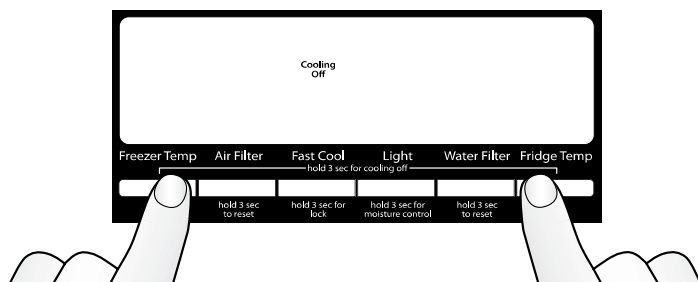 Cooling
Off
Freezer Temp Air Filter Fast Cool Light Water Filter Fridge Temp
hold 3 sec for cooling off
hold 3 sec
to reset
hold 3 sec for
lock
hold 3 sec for
moisture control
hold 3 sec
to reset